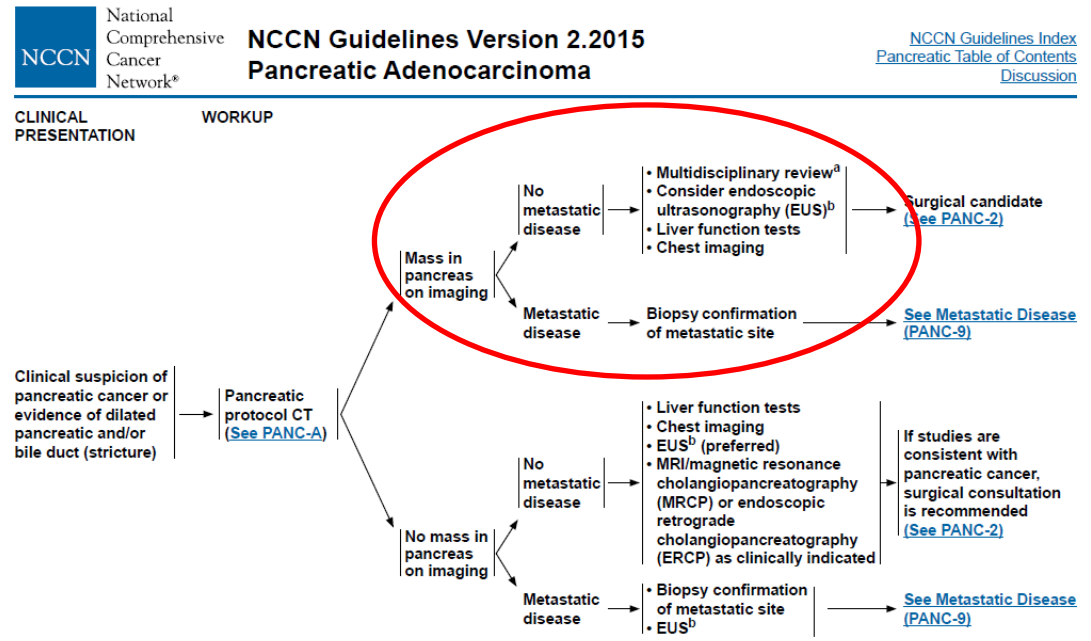 NCCN
National
Comprehensive
Cancer
Network®
NCCN Guidelines Version 2.2015
Pancreatic Adenocarcinoma
NCCN Guidelines Index
Pancreatic Table of Contents
Discussion
CLINICAL
PRESENTATION
WORKUP
Clinical suspicion of
pancreatic cancer or
evidence of dilated
pancreatic and/or
bile duct (stricture)
Pancreatic
protocol CT
(See PANC-A)
Mass in
pancreas
on imaging
No
metastatic
disease
• Multidisciplinary reviewᵃ
• Consider endoscopic
ultrasonography (EUS)ᵇ
• Liver function tests
• Chest imaging
Surgical candidate
(See PANC-2)
Metastatic
disease
Biopsy confirmation
of metastatic site
See Metastatic Disease
(PANC-9)
No mass in
pancreas
on imaging
No
metastatic
disease
• Liver function tests
• Chest imaging
• EUSᵇ (preferred)
• MRI/magnetic resonance
cholangiopancreatography
(MRCP) or endoscopic
retrograde
cholangiopancreatography
(ERCP) as clinically indicated
If studies are
consistent with
pancreatic cancer,
surgical consultation
is recommended
(See PANC-2)
Metastatic
disease
• Biopsy confirmation
of metastatic site
• EUSᵇ
See Metastatic Disease
(PANC-9)